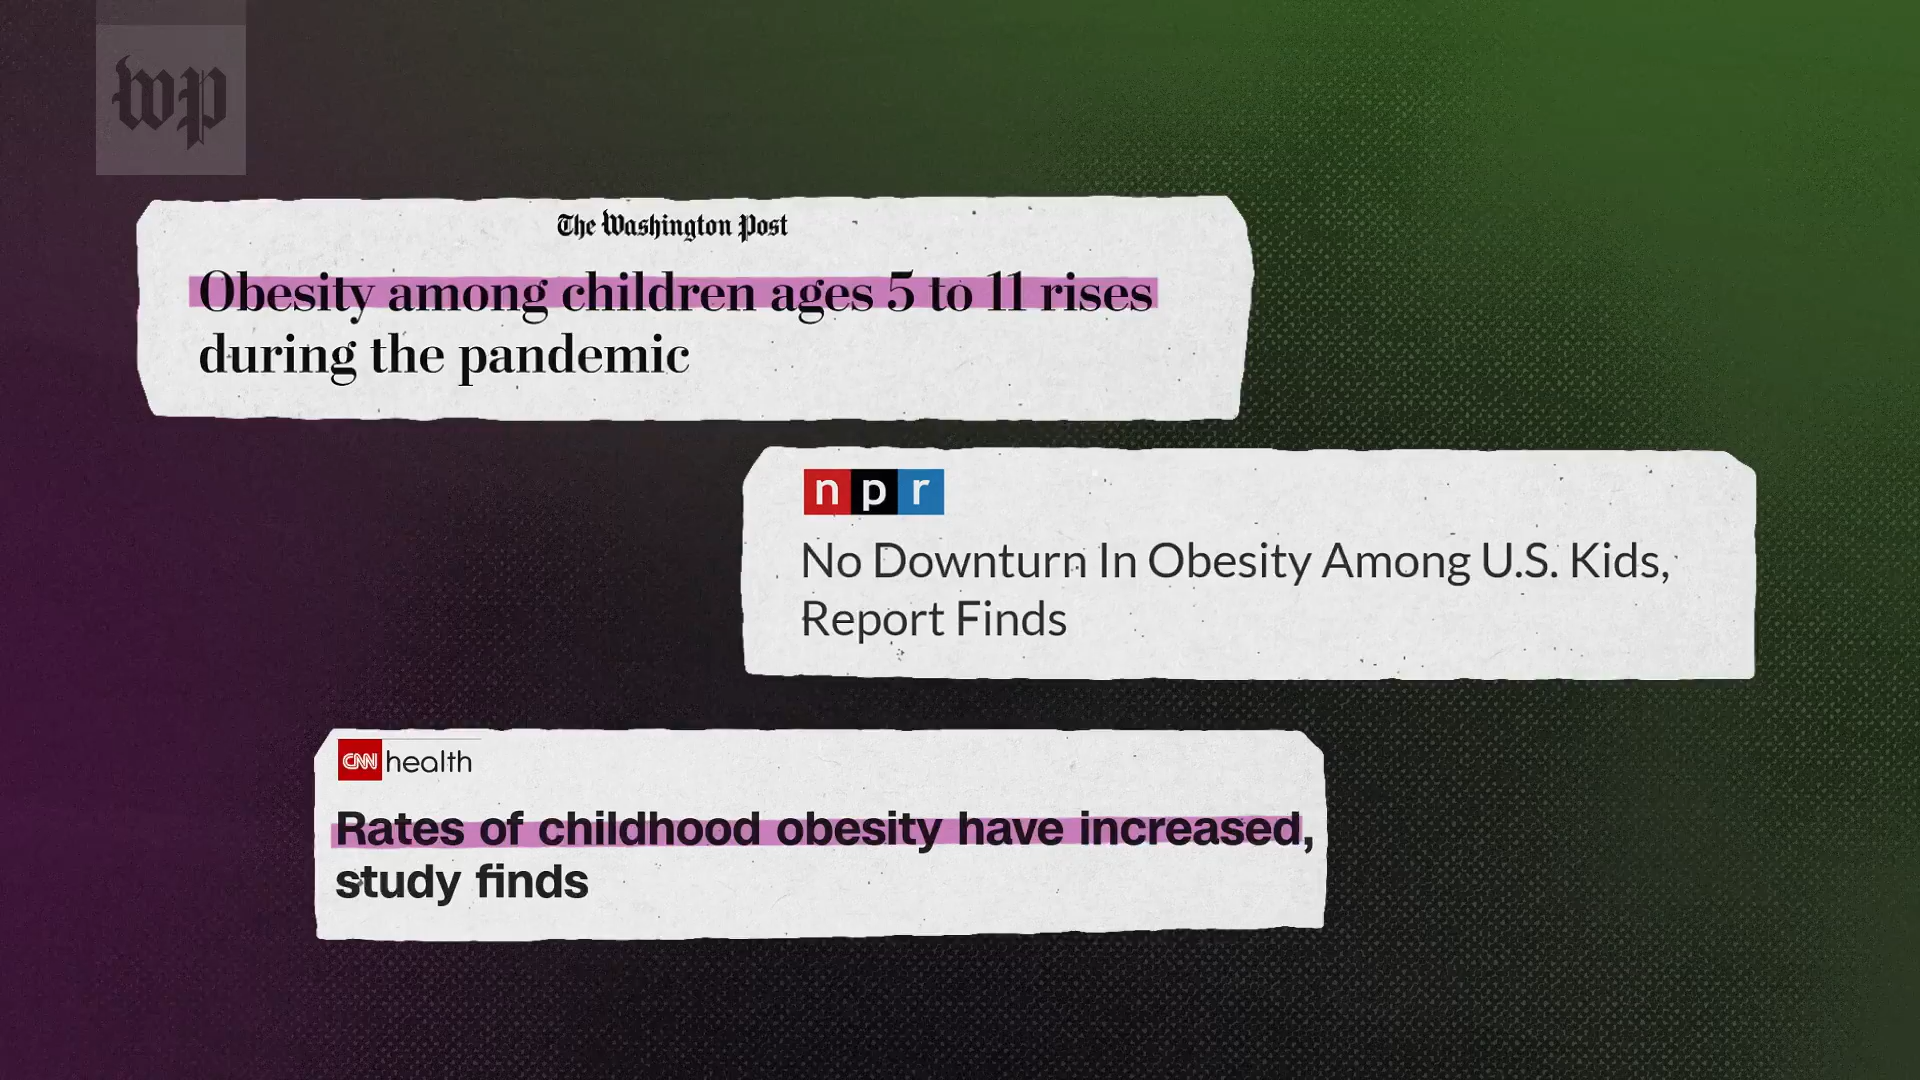 wp
The Washington Post
Obesity among children ages 5 to 11 rises
during the pandemic
npr
No Downturn In Obesity Among U.S. Kids,
Report Finds
CNN health
Rates of childhood obesity have increased,
study finds